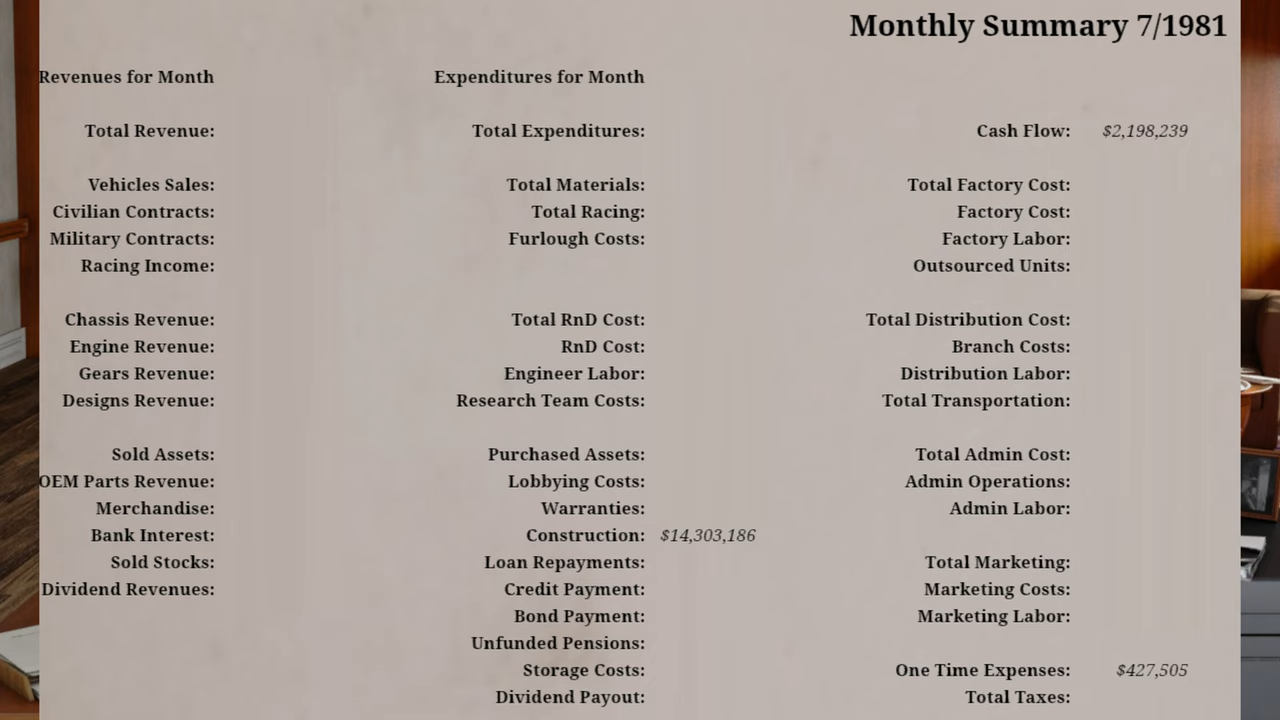 Monthly Summary 7/1981
Revenues for Month Expenditures for Month
Total Revenue: Total Expenditures: Cash Flow: $2,198,239
Vehicles Sales: Total Materials: Total Factory Cost:
Civilian Contracts: Total Racing: Factory Cost:
Military Contracts: Furlough Costs: Factory Labor:
Racing Income: Outsourced Units:
Chassis Revenue: Total RnD Cost: Total Distribution Cost:
Engine Revenue: RnD Cost: Branch Costs:
Gears Revenue: Engineer Labor: Distribution Labor:
Designs Revenue: Research Team Costs: Total Transportation:
Sold Assets: Purchased Assets: Total Admin Cost:
OEM Parts Revenue: Lobbying Costs: Admin Operations:
Merchandise: Warranties: Admin Labor:
Bank Interest: Construction: $14,303,186
Sold Stocks: Loan Repayments: Total Marketing:
Dividend Revenues: Credit Payment: Marketing Costs:
Bond Payment: Marketing Labor:
Unfunded Pensions:
Storage Costs: One Time Expenses: $427,505
Dividend Payout: Total Taxes: